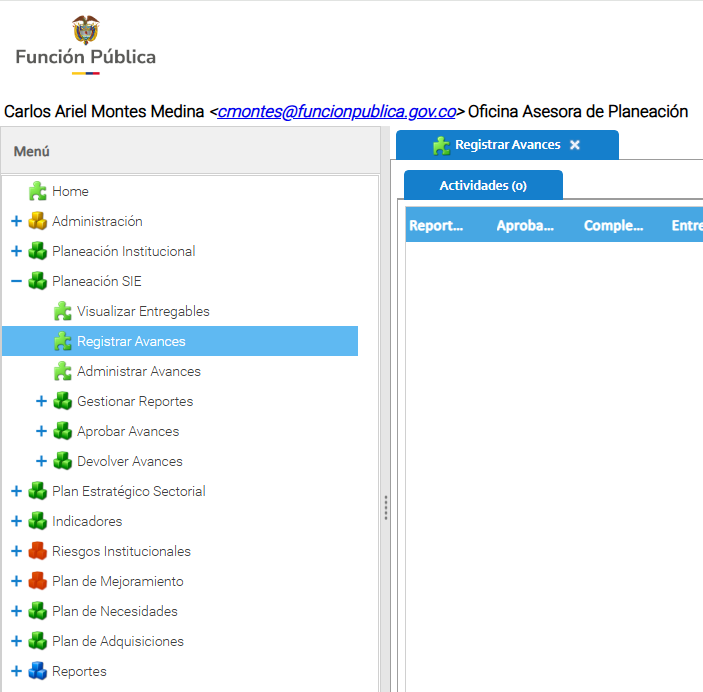 Función Pública
Carlos Ariel Montes Medina <cmontes@funcionpublica.gov.co> Oficina Asesora de Planeación
Menú
Home
Administración
Planeación Institucional
Planeación SIE
Visualizar Entregables
Registrar Avances
Administrar Avances
Gestionar Reportes
Aprobar Avances
Devolver Avances
Plan Estratégico Sectorial
Indicadores
Riesgos Institucionales
Plan de Mejoramiento
Plan de Necesidades
Plan de Adquisiciones
Reportes
Registrar Avances
Actividades (0)
Report... Aproba... Comple... Entre